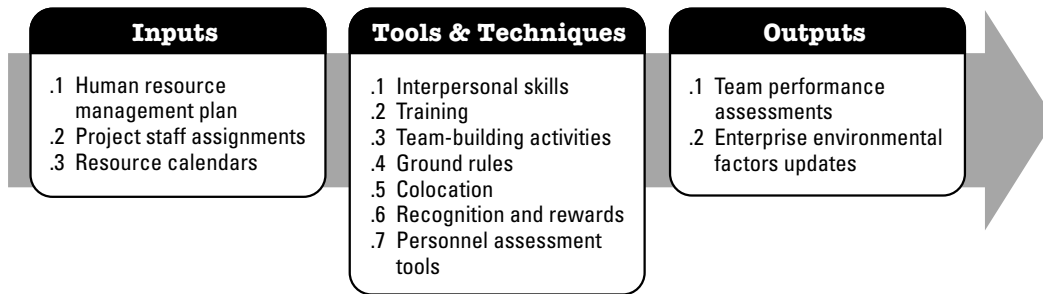 Inputs
.1 Human resource
management plan
.2 Project staff assignments
.3 Resource calendars
Tools & Techniques
.1 Interpersonal skills
.2 Training
.3 Team-building activities
.4 Ground rules
.5 Colocation
.6 Recognition and rewards
.7 Personnel assessment
tools
Outputs
.1 Team performance
assessments
.2 Enterprise environmental
factors updates